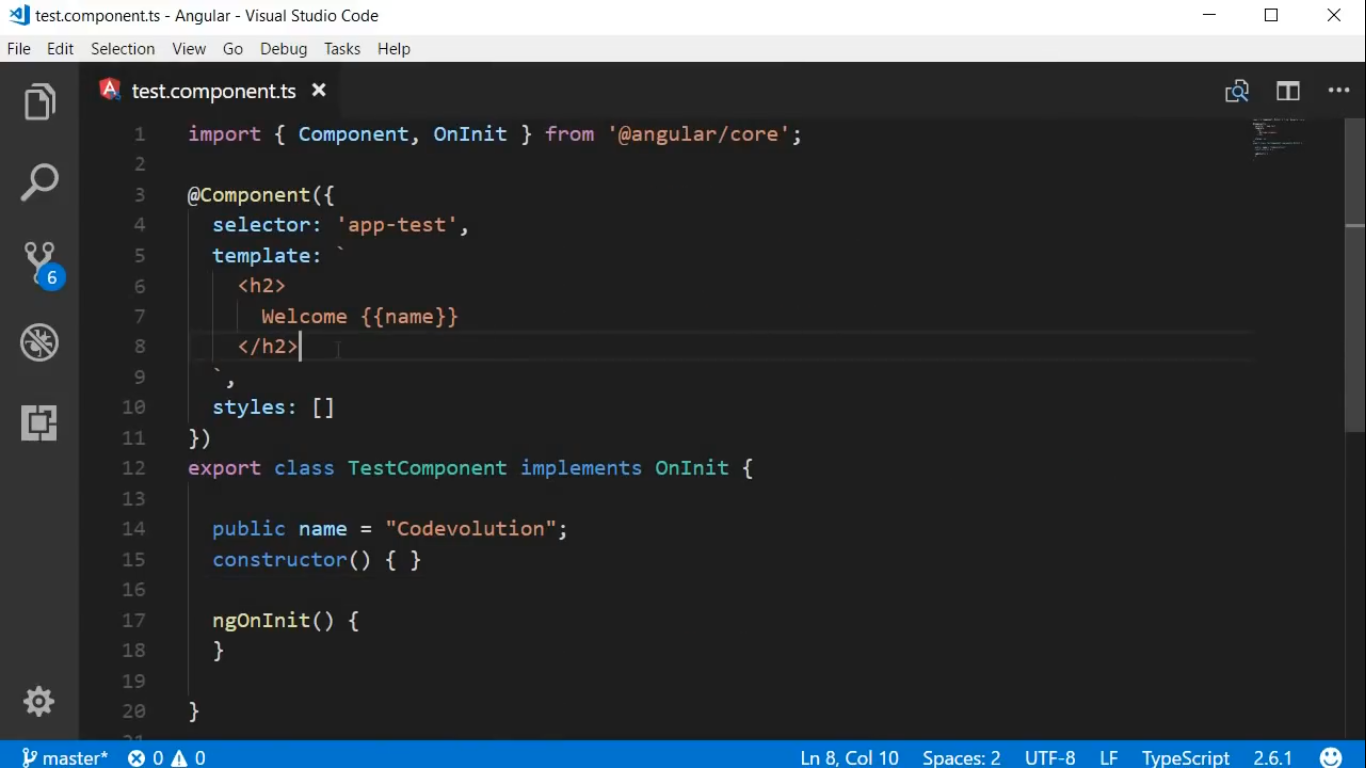 test.component.ts - Angular - Visual Studio Code
File Edit Selection View Go Debug Tasks Help
test.component.ts
1 import { Component, OnInit } from '@angular/core';
2
3 @Component({
4 selector: 'app-test',
5 template: `
6 <h2>
7 Welcome {{name}}
8 </h2>
9 `,
10 styles: []
11 })
12 export class TestComponent implements OnInit {
13
14 public name = "Codevolution";
15 constructor() { }
16
17 ngOnInit() {
18 }
19
20 }
6
master* 0 0 Ln 8, Col 10 Spaces: 2 UTF-8 LF TypeScript 2.6.1